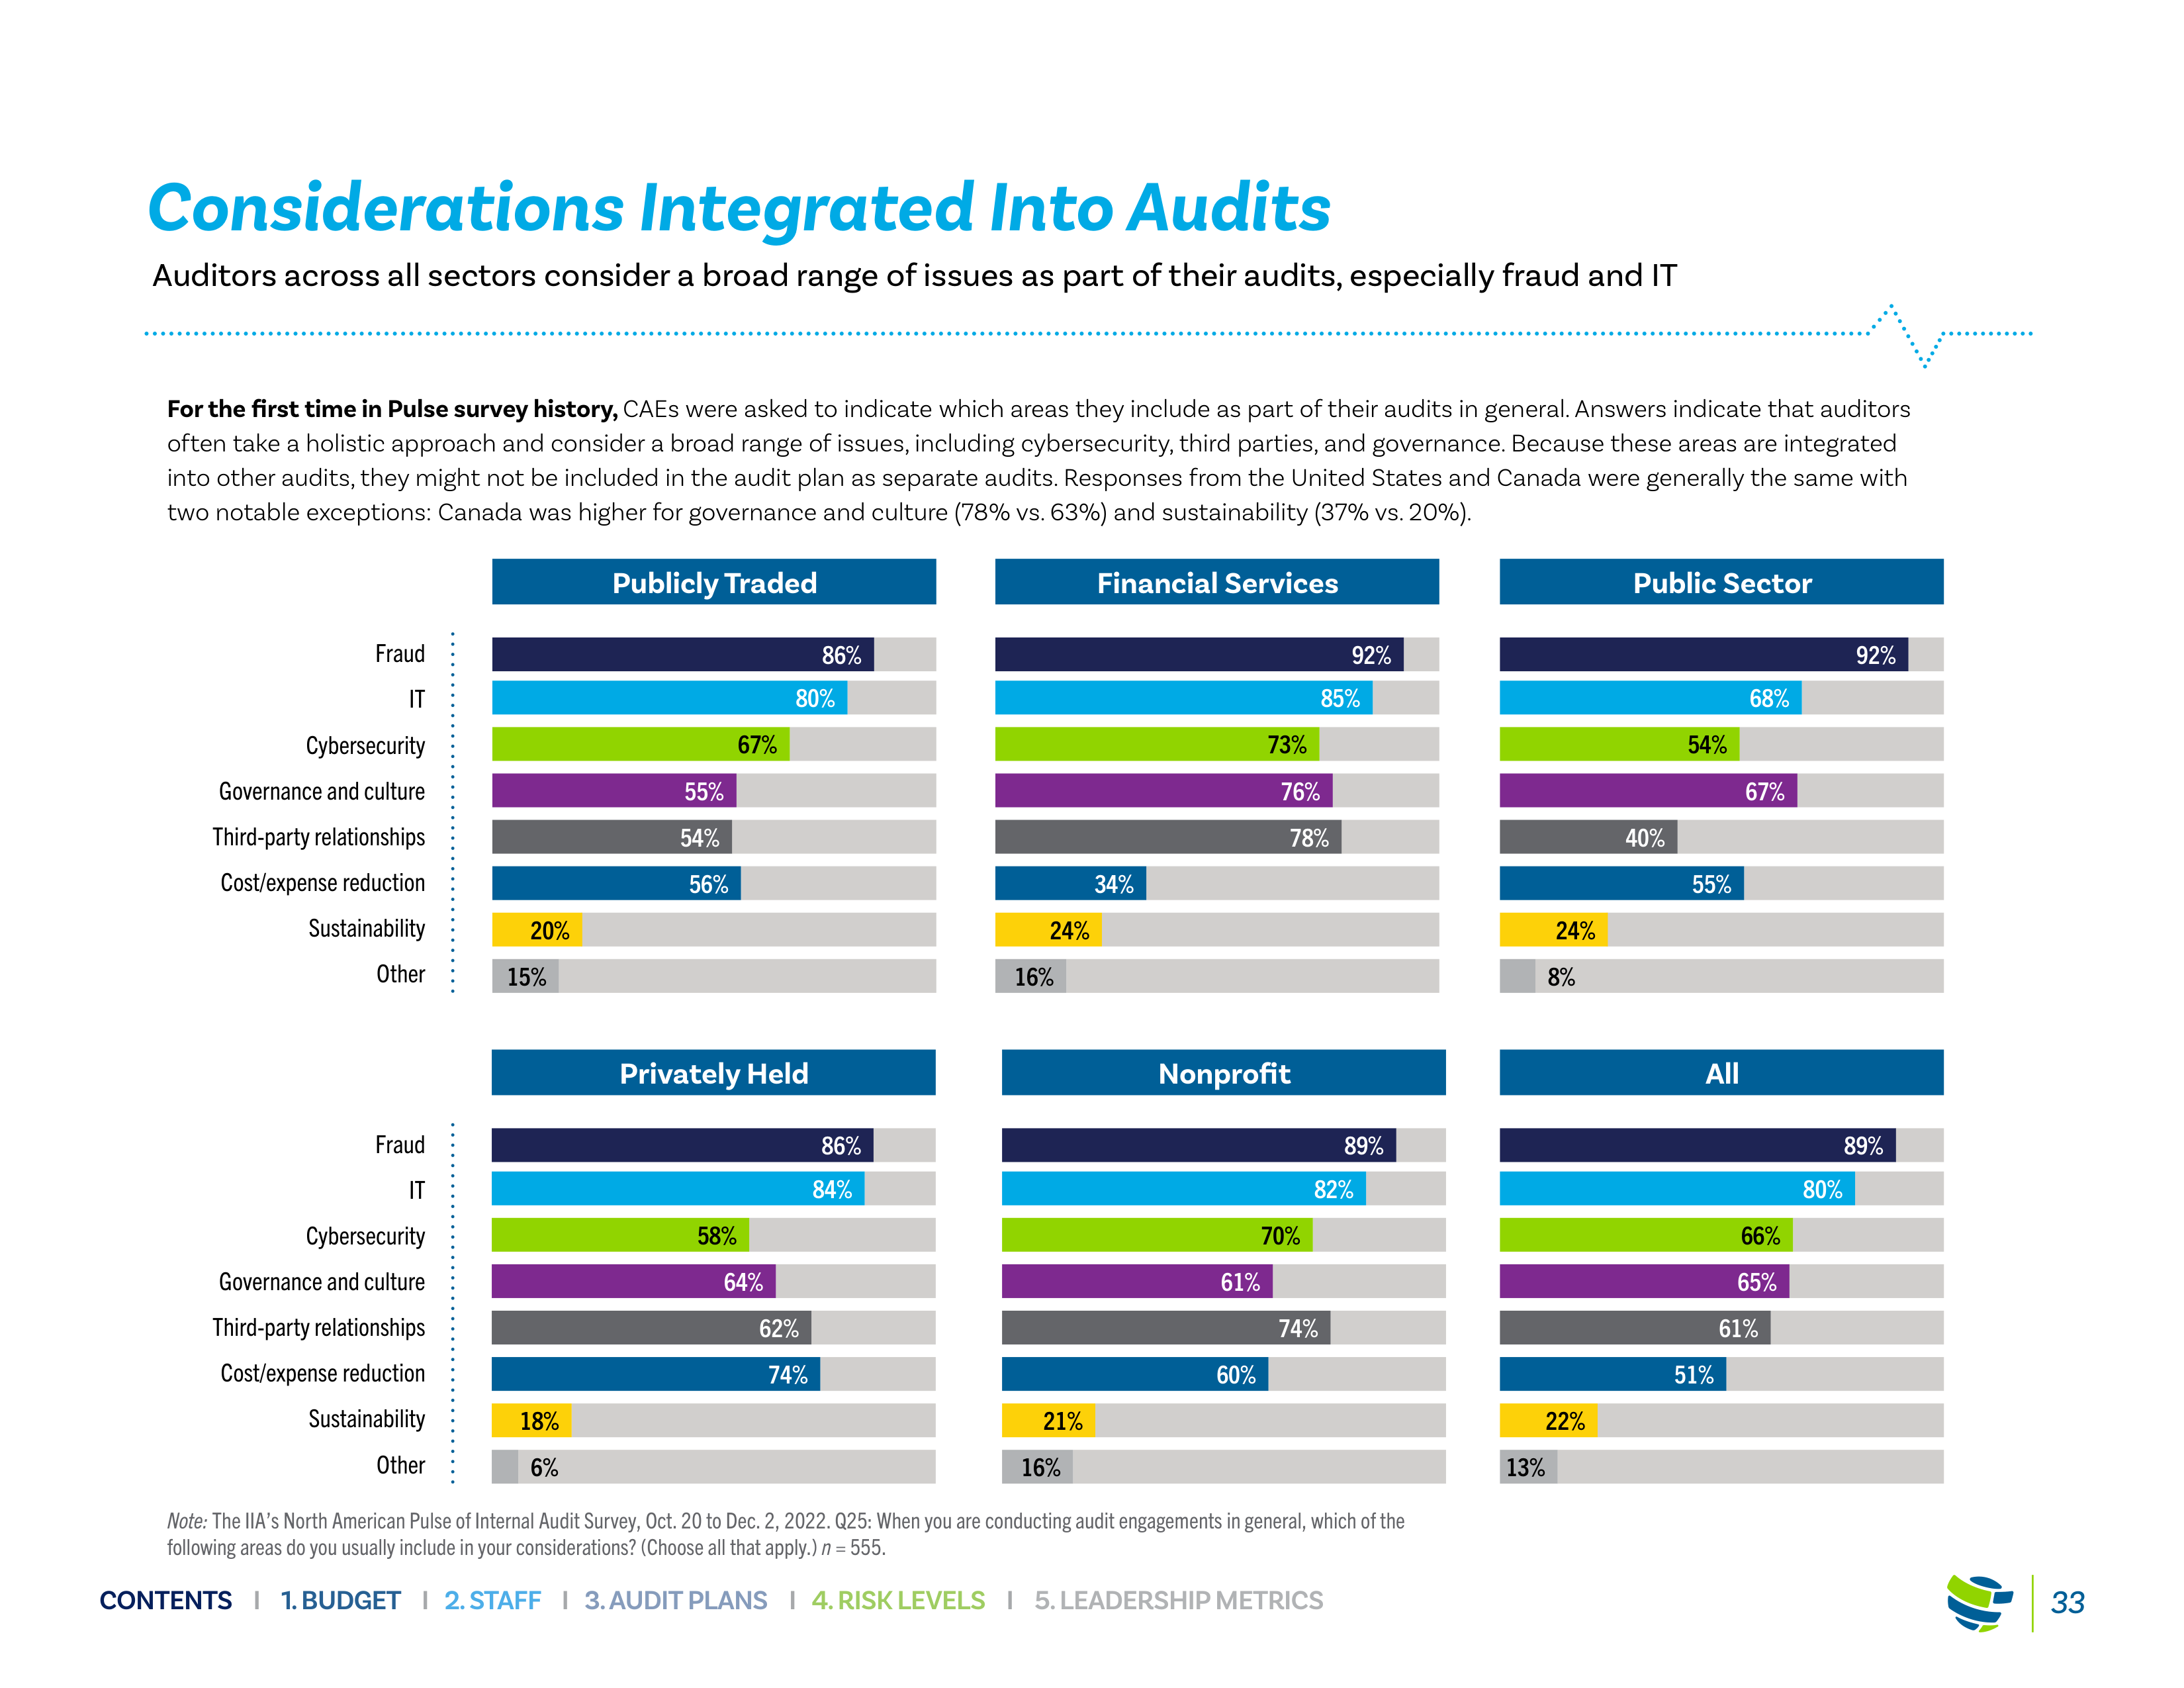 Considerations Integrated Into Audits
Auditors across all sectors consider a broad range of issues as part of their audits, especially fraud and IT
For the first time in Pulse survey history, CAEs were asked to indicate which areas they include as part of their audits in general. Answers indicate that auditors
often take a holistic approach and consider a broad range of issues, including cybersecurity, third parties, and governance. Because these areas are integrated
into other audits, they might not be included in the audit plan as separate audits. Responses from the United States and Canada were generally the same with
two notable exceptions: Canada was higher for governance and culture (78% vs. 63%) and sustainability (37% vs. 20%).
Publicly Traded Financial Services Public Sector
Fraud 86% 92% 92%
IT 80% 85% 68%
Cybersecurity 67% 73% 54%
Governance and culture 55% 76% 67%
Third-party relationships 54% 78% 40%
Cost/expense reduction 56% 34% 55%
Sustainability 20% 24% 24%
Other 15% 16% 8%
Privately Held Nonprofit All
Fraud 86% 89% 89%
IT 84% 82% 80%
Cybersecurity 58% 70% 66%
Governance and culture 64% 61% 65%
Third-party relationships 62% 74% 61%
Cost/expense reduction 74% 60% 51%
Sustainability 18% 21% 22%
Other 6% 16% 13%
Note: The IIA's North American Pulse of Internal Audit Survey, Oct. 20 to Dec. 2, 2022. Q25: When you are conducting audit engagements in general, which of the
following areas do you usually include in your considerations? (Choose all that apply.) n = 555.
CONTENTS | 1. BUDGET | 2. STAFF | 3. AUDIT PLANS | 4. RISK LEVELS | 5. LEADERSHIP METRICS 33